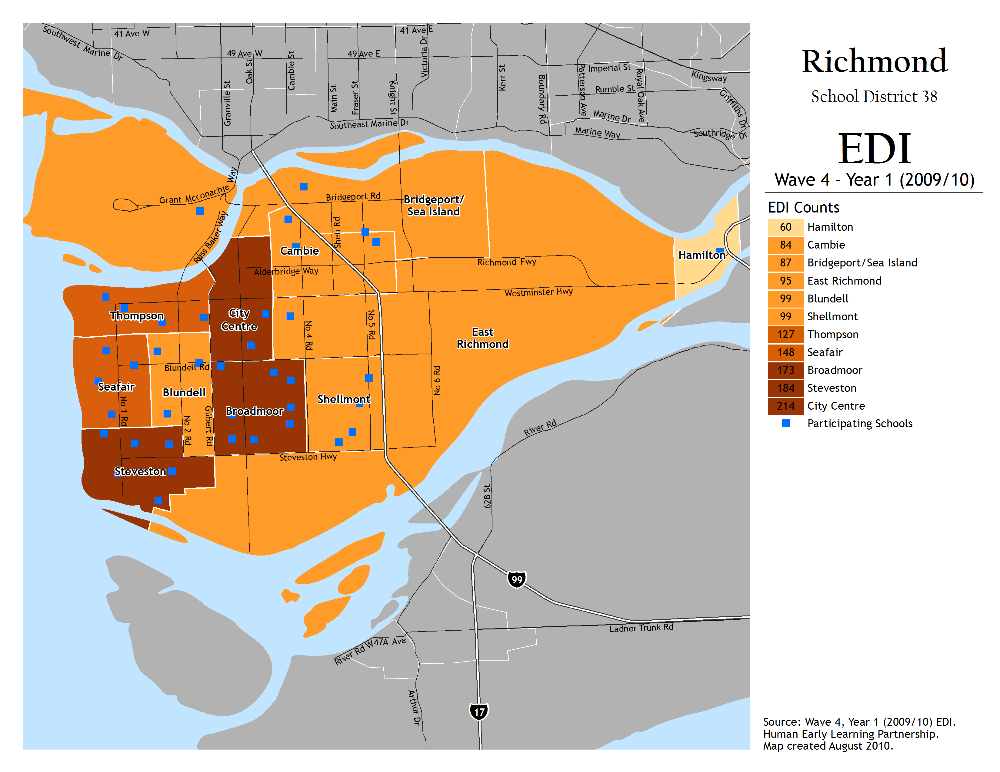 Richmond
School District 38
EDI
Wave 4 - Year 1 (2009/10)
EDI Counts
60 Hamilton
84 Cambie
87 Bridgeport/Sea Island
95 East Richmond
99 Blundell
99 Shellmont
127 Thompson
148 Seafair
173 Broadmoor
184 Steveston
214 City Centre
Participating Schools
Source: Wave 4, Year 1 (2009/10) EDI.
Human Early Learning Partnership.
Map created August 2010.
Southwest Marine Dr
41 Ave W
41 Ave E
49 Ave W
49 Ave E
Granville St
Oak St
Cambie St
Main St
Fraser St
Knight St
Victoria Dr
Kerr St
Boundary Rd
Patterson Ave
Royal Oak Ave
Imperial St
Rumble St
Kingsway
Griffiths Dr
Southeast Marine Dr
Marine Dr
Marine Way
Southridge Dr
Grant Mcconachie Way
Russ Baker Way
Bridgeport Rd
Shell Rd
Bridgeport/
Sea Island
Cambie
Hamilton
Alderbridge Way
Richmond Fwy
Westminster Hwy
Thompson
City
Centre
No 4 Rd
No 5 Rd
East
Richmond
Blundell Rd
No 6 Rd
Seafair
Blundell
Broadmoor
Shellmont
No 1 Rd
No 2 Rd
Gilbert Rd
Steveston Hwy
Steveston
River Rd
62B St
99
Ladner Trunk Rd
River Rd W
47A Ave
Arthur Dr
17